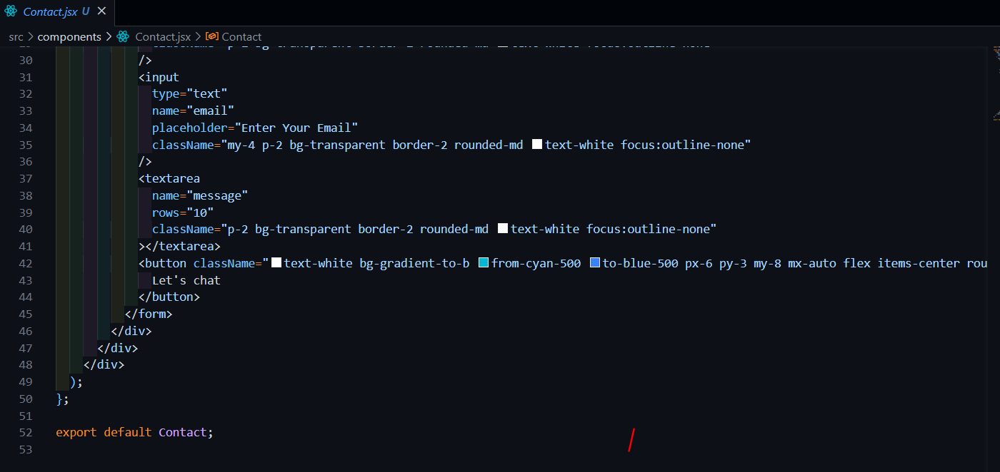 Contact.jsx U
src > components > Contact.jsx > Contact
30 />
31 <input
32 type="text"
33 name="email"
34 placeholder="Enter Your Email"
35 className="my-4 p-2 bg-transparent border-2 rounded-md text-white focus:outline-none"
36 />
37 <textarea
38 name="message"
39 rows="10"
40 className="p-2 bg-transparent border-2 rounded-md text-white focus:outline-none"
41 ></textarea>
42 <button className="text-white bg-gradient-to-b from-cyan-500 to-blue-500 px-6 py-3 my-8 mx-auto flex items-center rou
43 Let's chat
44 </button>
45 </form>
46 </div>
47 </div>
48 </div>
49 );
50 };
51
52 export default Contact;
53